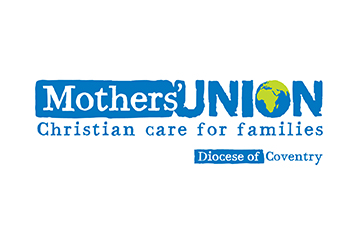 Mothers' UNION
Christian care for families
Diocese of Coventry